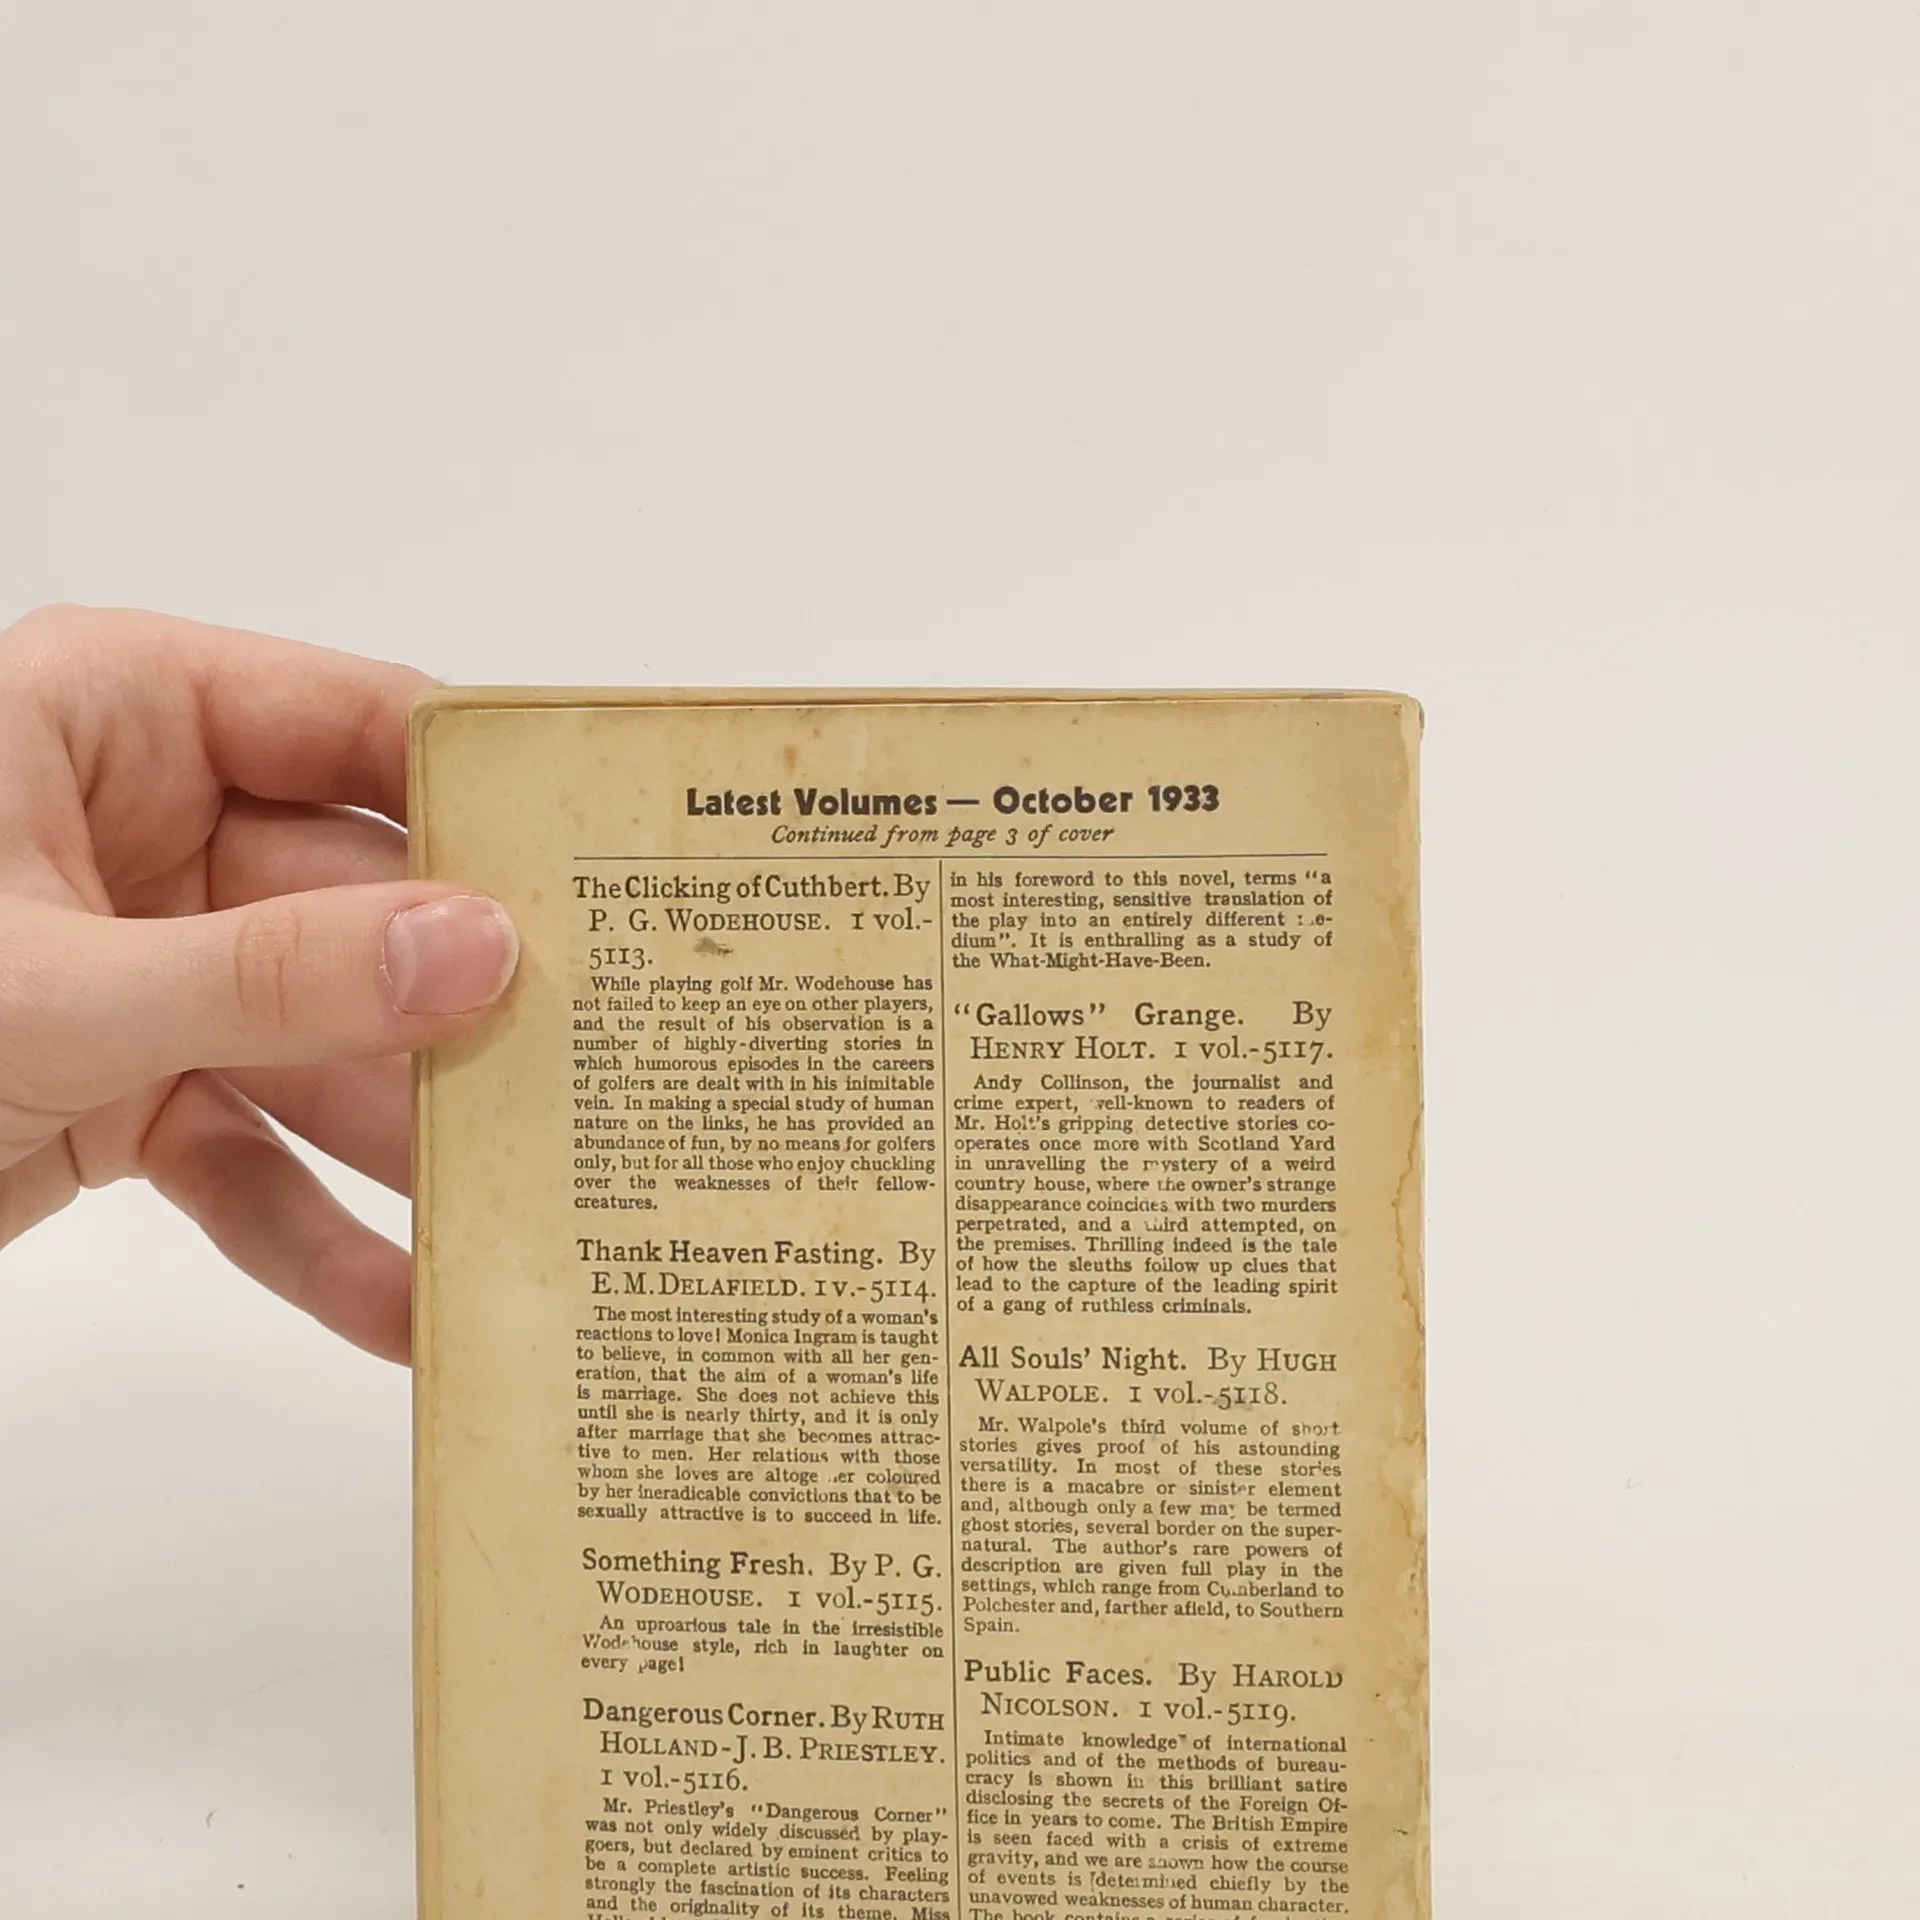 Latest Volumes — October 1933
Continued from page 3 of cover
The Clicking of Cuthbert. By
P. G. WODEHOUSE. 1 vol.-
5113.
While playing golf Mr. Wodehouse has
not failed to keep an eye on other players,
and the result of his observation is a
number of highly-diverting stories in
which humorous episodes in the careers
of golfers are dealt with in his inimitable
vein. In making a special study of human
nature on the links, he has provided an
abundance of fun, by no means for golfers
only, but for all those who enjoy chuckling
over the weaknesses of their fellow-
creatures.
Thank Heaven Fasting. By
E. M. DELAFIELD. 1 v.-5114.
The most interesting study of a woman's
reactions to love! Monica Ingram is taught
to believe, in common with all her gen-
eration, that the aim of a woman's life
is marriage. She does not achieve this
until she is nearly thirty, and it is only
after marriage that she becomes attrac-
tive to men. Her relations with those
whom she loves are coloured
by her ineradicable convictions that to be
sexually attractive is to succeed in life.
Something Fresh. By P. G.
WODEHOUSE. 1 vol.-5115.
An uproarious tale in the irresistible
Wodehouse style, rich in laughter on
every page!
Dangerous Corner. By RUTH
HOLLAND-J. B. PRIESTLEY.
1 vol.-5116.
Mr. Priestley's "Dangerous Corner"
was not only widely discussed by play-
goers, but declared by eminent critics to
be a complete artistic success. Feeling
strongly the fascination of its characters
and the originality of its theme, Miss
in his foreword to this novel, terms "a
most interesting, sensitive translation of
the play into an entirely different
dium". It is enthralling as a study of
the What-Might-Have-Been.
"Gallows" Grange. By
HENRY HOLT. 1 vol.-5117.
Andy Collinson, the journalist and
crime expert, well-known to readers of
Mr. Holt's gripping detective stories co-
operates once more with Scotland Yard
in unravelling the mystery of a weird
country house, where the owner's strange
disappearance coincides with two murders
perpetrated, and a third attempted, on
the premises. Thrilling indeed is the tale
of how the sleuths follow up clues that
lead to the capture of the leading spirit
of a gang of ruthless criminals.
All Souls' Night. By HUGH
WALPOLE. 1 vol.-5118.
Mr. Walpole's third volume of short
stories gives proof of his astounding
versatility. In most of these stories
there is a macabre or sinister element
and, although only a few may be termed
ghost stories, several border on the super-
natural. The author's rare powers of
description are given full play in the
settings, which range from Cumberland to
Polchester and, farther afield, to Southern
Spain.
Public Faces. By HAROLD
NICOLSON. 1 vol.-5119.
Intimate knowledge of international
politics and of the methods of bureau-
cracy is shown in this brilliant satire
disclosing the secrets of the Foreign Of-
fice in years to come. The British Empire
is seen faced with a crisis of extreme
gravity, and we are shown how the course
of events is determined chiefly by the
unavowed weaknesses of human character.
The book contains a